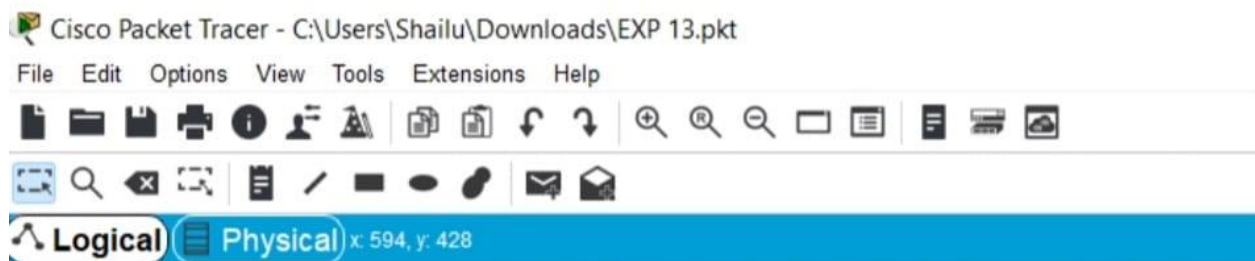 Cisco Packet Tracer - C:\Users\Shailu\Downloads\EXP 13.pkt
File Edit Options View Tools Extensions Help
Logical Physical x: 594, y: 428